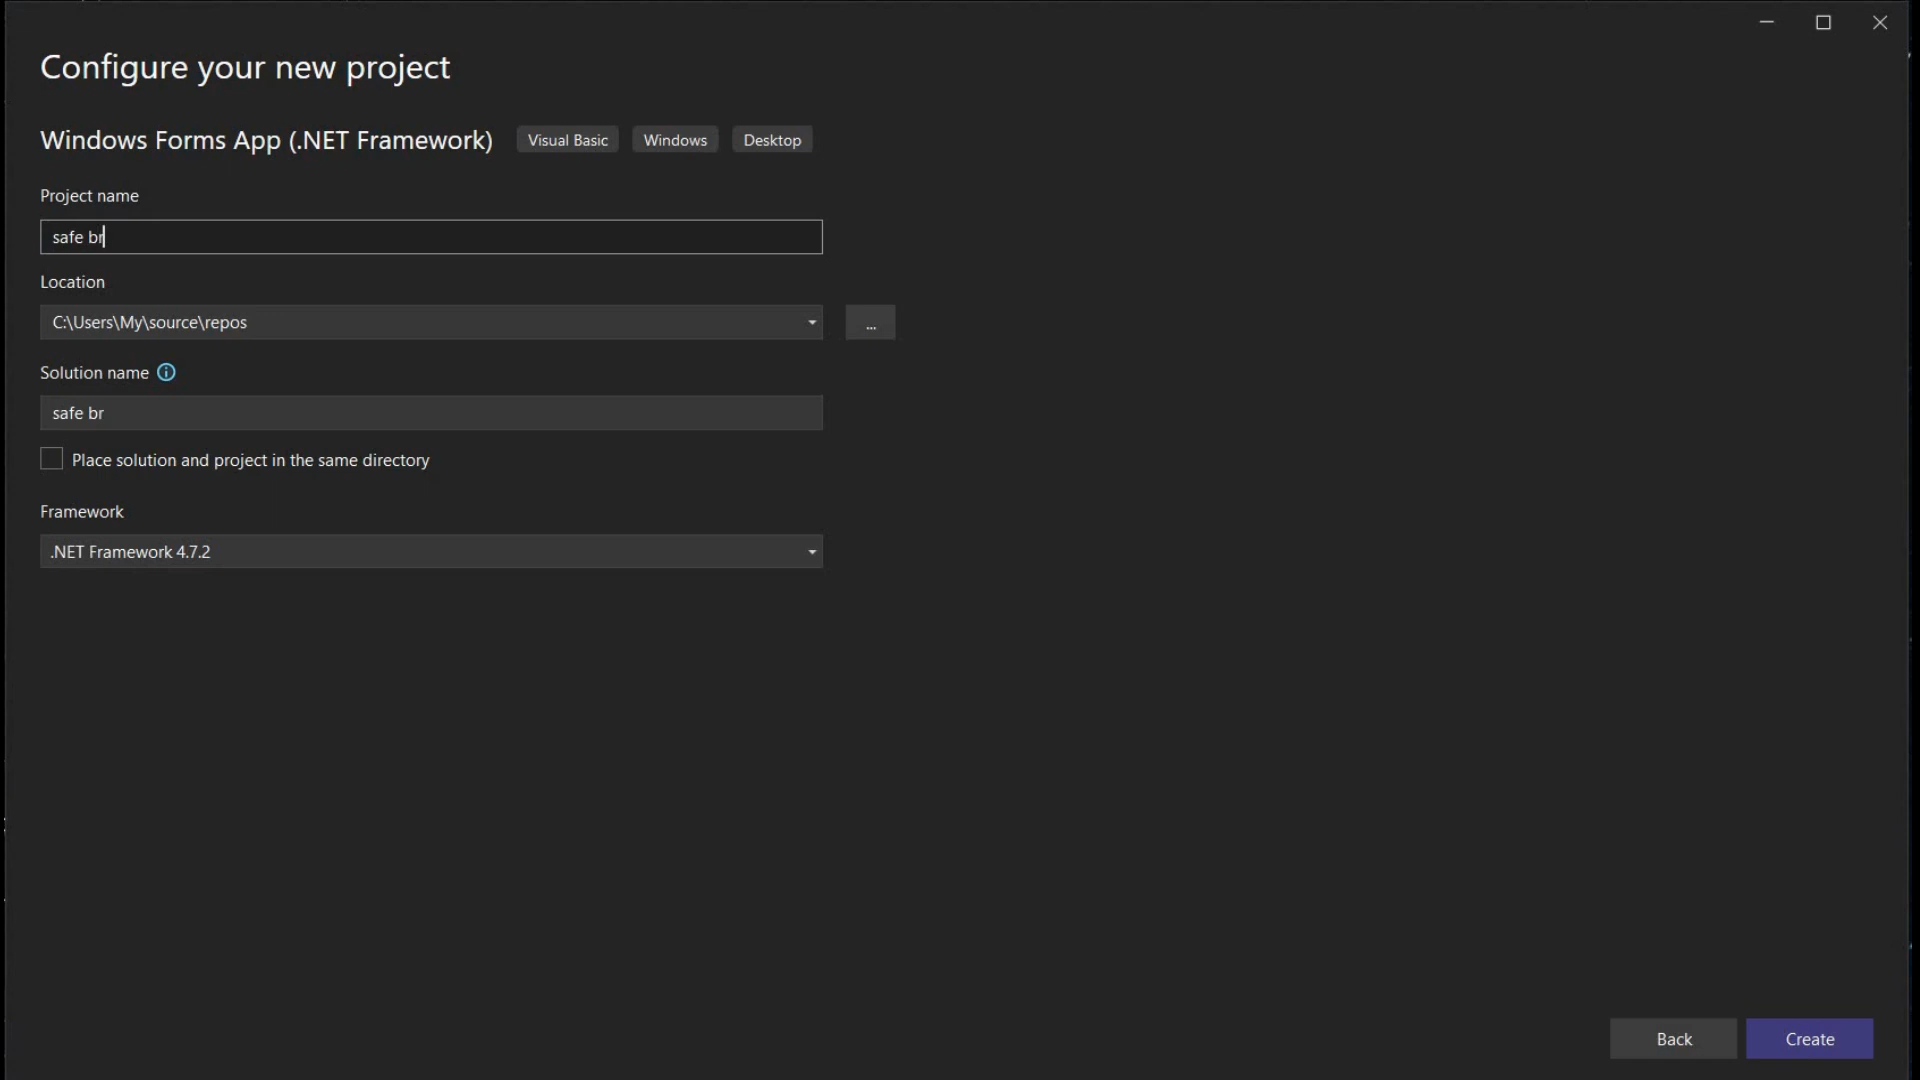 Configure your new project
Windows Forms App (.NET Framework) Visual Basic Windows Desktop
Project name
safe br
Location
C:\Users\My\source\repos
...
Solution name
safe br
Place solution and project in the same directory
Framework
.NET Framework 4.7.2
Back Create